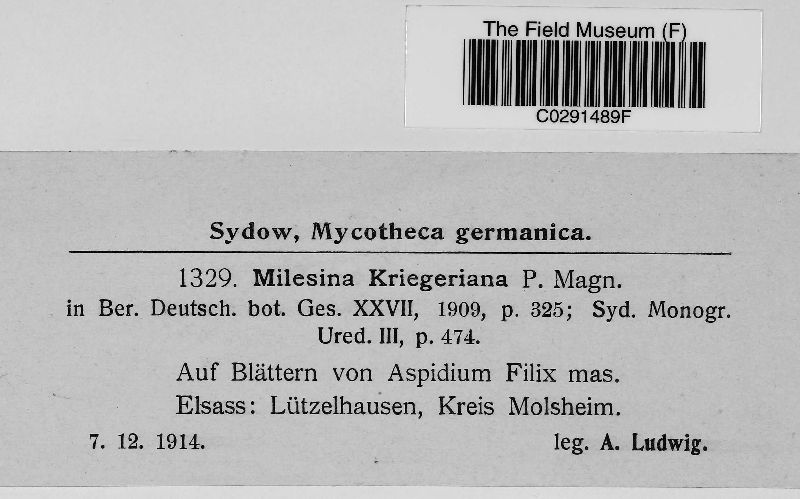 The Field Museum (F)
C0291489F
Sydow, Mycotheca germanica.
1329. Milesina Kriegeriana P. Magn.
in Ber. Deutsch. bot. Ges. XXVII, 1909, p. 325; Syd. Monogr.
Ured. III, p. 474.
Auf Blättern von Aspidium Filix mas.
Elsass: Lützelhausen, Kreis Molsheim.
7. 12. 1914. leg. A. Ludwig.